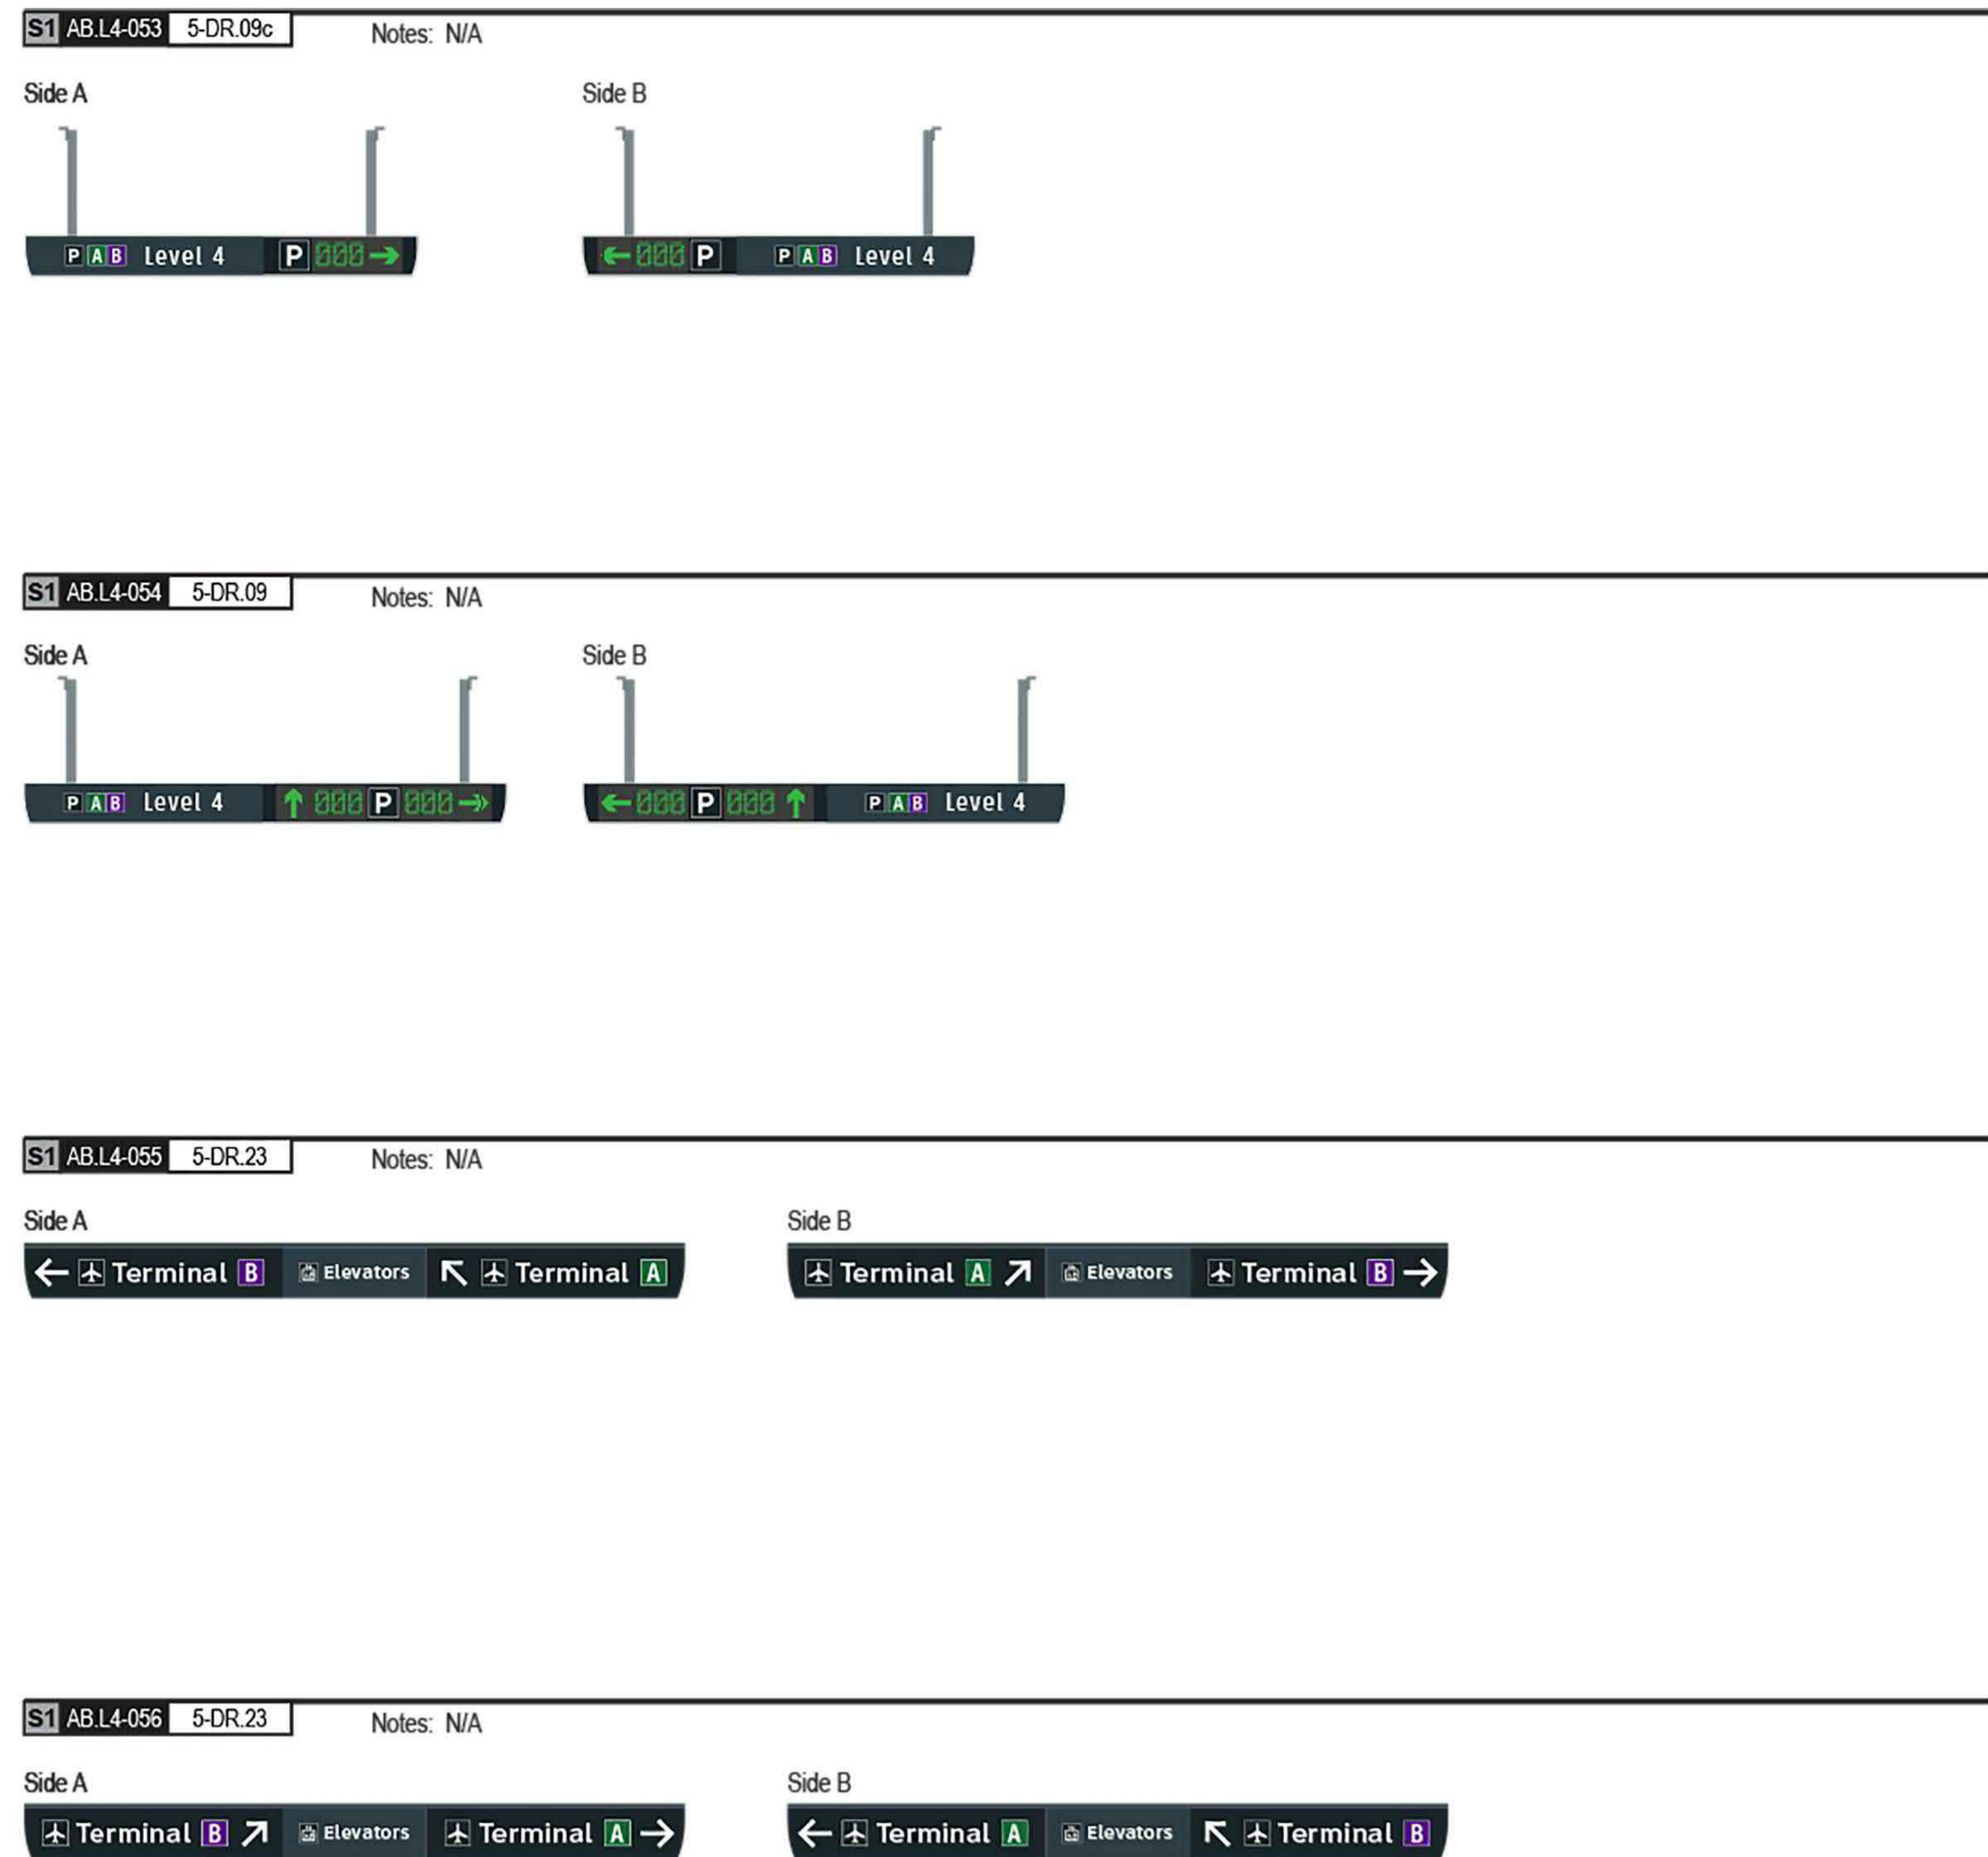 S1 AB.L4-053 5-DR.09c Notes: N/A
Side A Side B
P A B Level 4 P 000 → ← 000 P P A B Level 4
S1 AB.L4-054 5-DR.09 Notes: N/A
Side A Side B
P A B Level 4 ↑ 000 P 000 → ← 000 P 000 ↑ P A B Level 4
S1 AB.L4-055 5-DR.23 Notes: N/A
Side A Side B
← Terminal B Elevators ↖ Terminal A Terminal A ↗ Elevators Terminal B →
S1 AB.L4-056 5-DR.23 Notes: N/A
Side A Side B
Terminal B ↗ Elevators Terminal A → ← Terminal A Elevators ↖ Terminal B